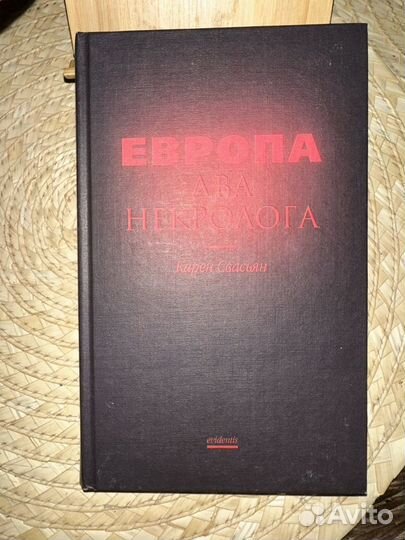 ЕВРОПА
ДВА
НЕКРОЛОГА
Карен Свасьян
evidentis
Avito